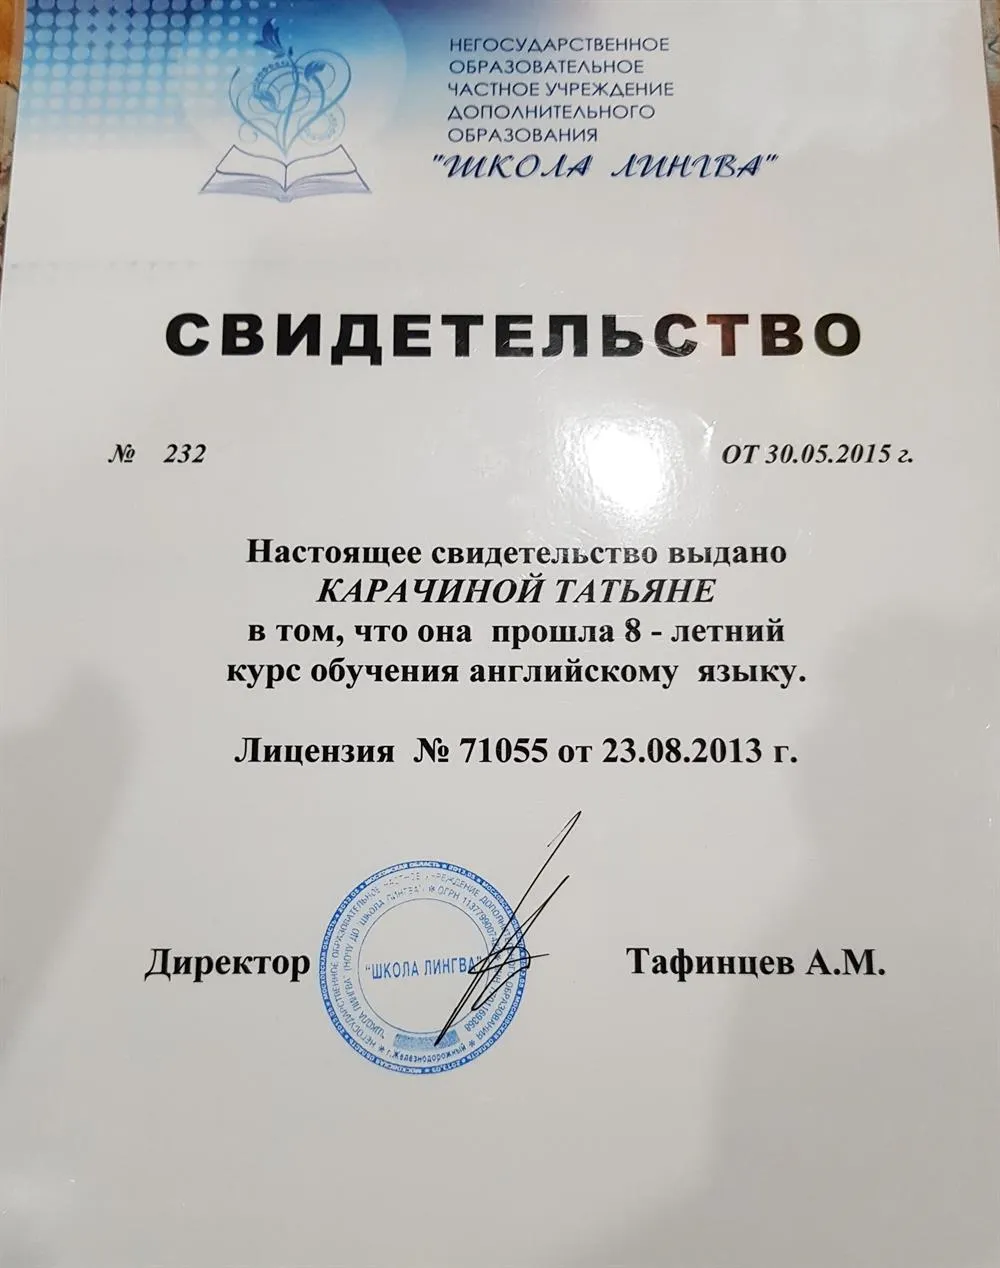 НЕГОСУДАРСТВЕННОЕ
ОБРАЗОВАТЕЛЬНОЕ
ЧАСТНОЕ УЧРЕЖДЕНИЕ
ДОПОЛНИТЕЛЬНОГО
ОБРАЗОВАНИЯ
"ШКОЛА ЛИНГВА"
СВИДЕТЕЛЬСТВО
№ 232
ОТ 30.05.2015 г.
Настоящее свидетельство выдано
КАРАЧИНОЙ ТАТЬЯНЕ
в том, что она прошла 8 - летний
курс обучения английскому языку.
Лицензия № 71055 от 23.08.2013 г.
Директор
"ШКОЛА ЛИНГВА"
г.Железнодорожный
Тафинцев А.М.